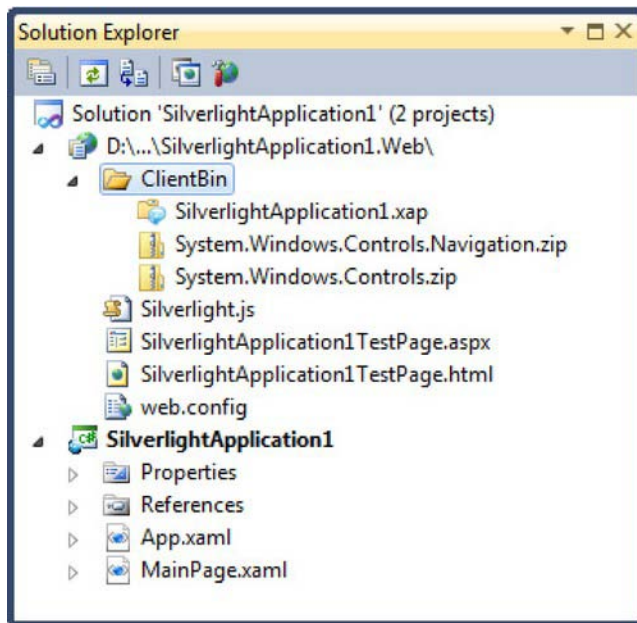 Solution Explorer
Solution 'SilverlightApplication1' (2 projects)
D:\...\SilverlightApplication1.Web\
ClientBin
SilverlightApplication1.xap
System.Windows.Controls.Navigation.zip
System.Windows.Controls.zip
Silverlight.js
SilverlightApplication1TestPage.aspx
SilverlightApplication1TestPage.html
web.config
C#
SilverlightApplication1
Properties
References
App.xaml
MainPage.xaml